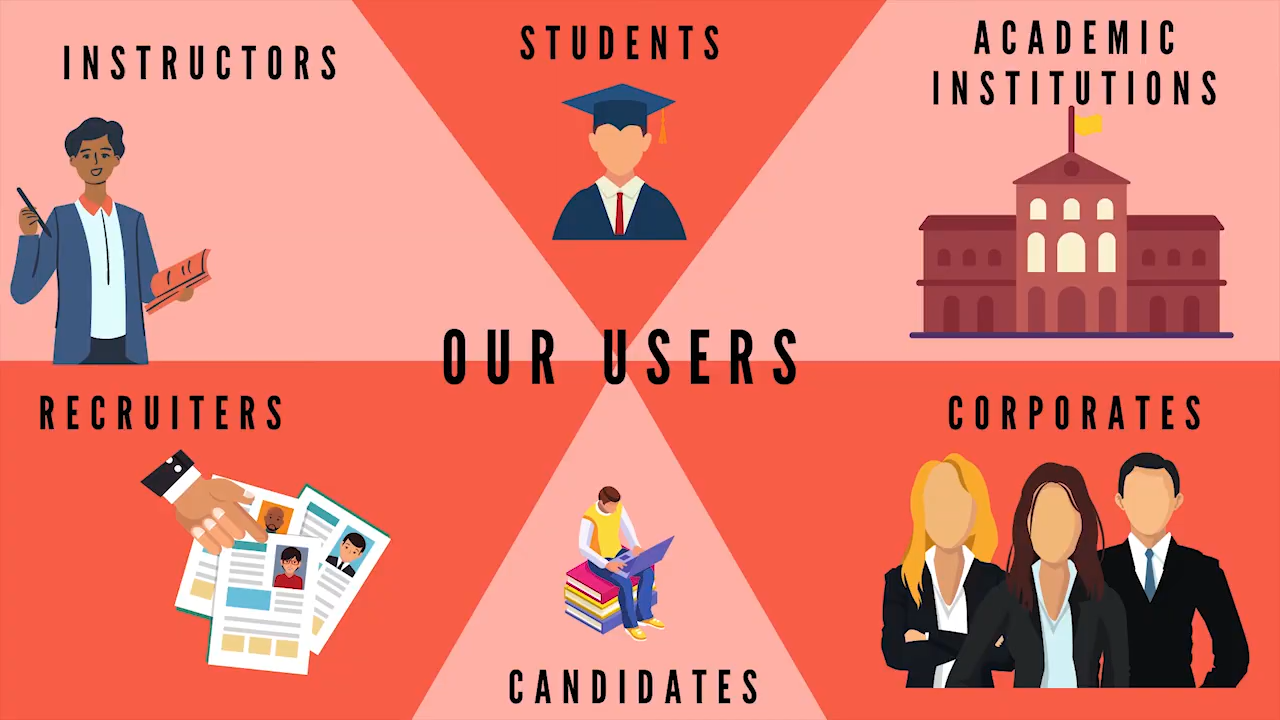 INSTRUCTORS
STUDENTS
ACADEMIC
INSTITUTIONS
OUR USERS
RECRUITERS
CORPORATES
CANDIDATES